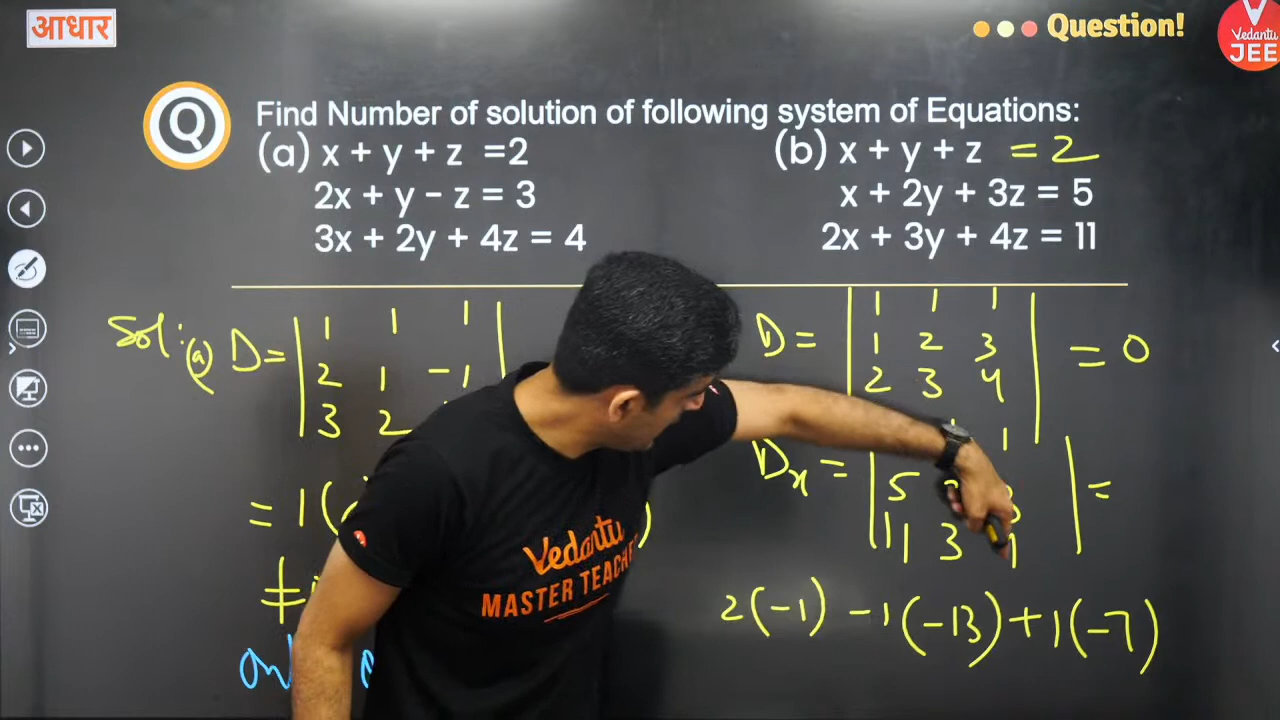 आधार
Question!
Vedantu
JEE
Q
Find Number of solution of following system of Equations:
(a) x + y + z = 2
2x + y - z = 3
3x + 2y + 4z = 4
(b) x + y + z = 2
x + 2y + 3z = 5
2x + 3y + 4z = 11
Sol: (a) D = | 1 1 1
2 1 -1
3 2
= 1(
≠
D = | 1 1 1
1 2 3
2 3 4 | = 0
Dx = 1
5
11 3 | =
2(-1) -1(-13) + 1(-7)
Vedantu
MASTER TEACHER